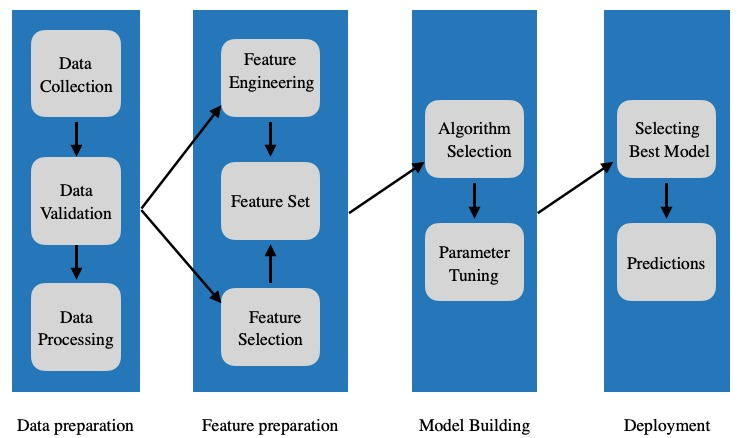 Data
Collection
Data
Validation
Data
Processing
Data preparation
Feature
Engineering
Feature Set
Feature
Selection
Feature preparation
Algorithm
Selection
Parameter
Tuning
Model Building
Selecting
Best Model
Predictions
Deployment